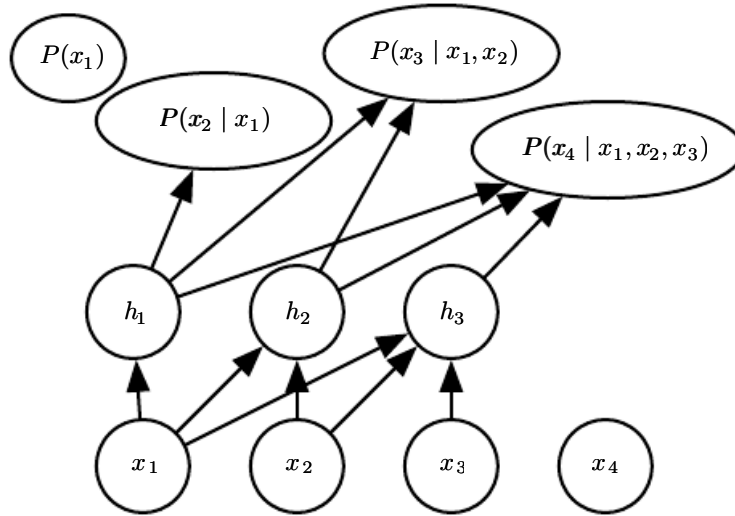 P(x₁)
P(x₃ | x₁, x₂)
P(x₂ | x₁)
P(x₄ | x₁, x₂, x₃)
h₁
h₂
h₃
x₁
x₂
x₃
x₄